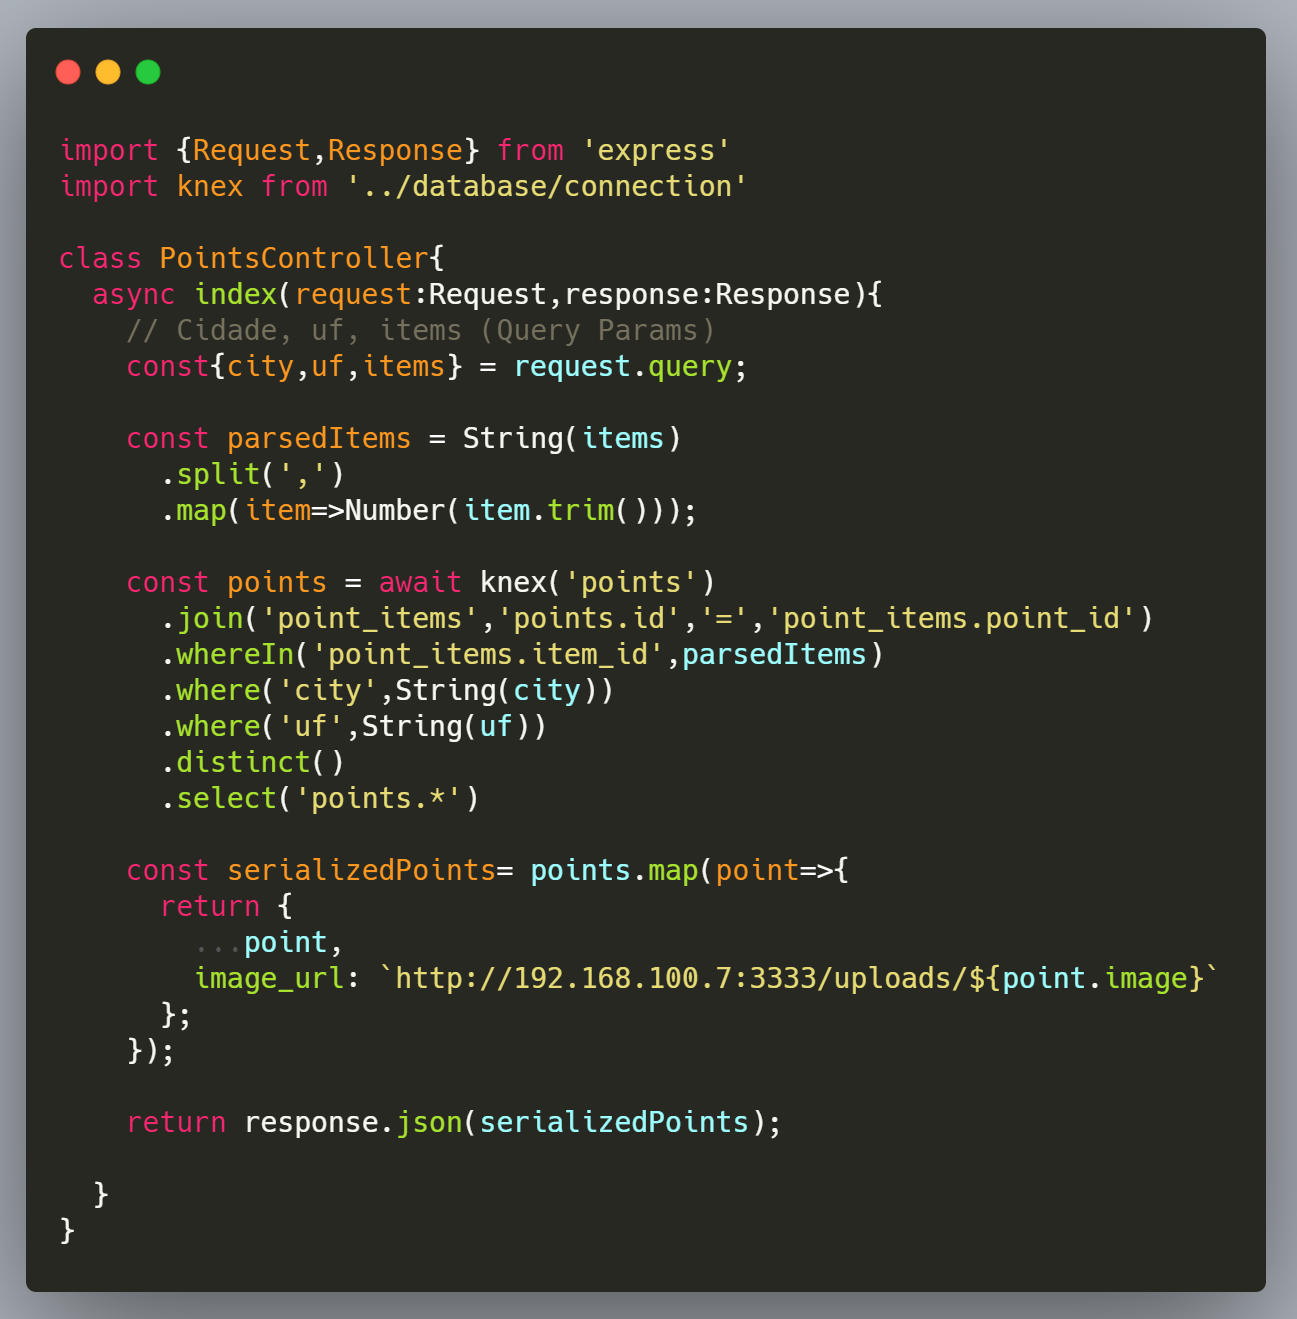 import {Request,Response} from 'express'
import knex from '../database/connection'

class PointsController{
  async index(request:Request,response:Response){
    // Cidade, uf, items (Query Params)
    const{city,uf,items} = request.query;

    const parsedItems = String(items)
      .split(',')
      .map(item=>Number(item.trim()));

    const points = await knex('points')
      .join('point_items','points.id','=','point_items.point_id')
      .whereIn('point_items.item_id',parsedItems)
      .where('city',String(city))
      .where('uf',String(uf))
      .distinct()
      .select('points.*')

    const serializedPoints= points.map(point=>{
      return {
        ...point,
        image_url: `http://192.168.100.7:3333/uploads/${point.image}`
      };
    });

    return response.json(serializedPoints);

  }
}